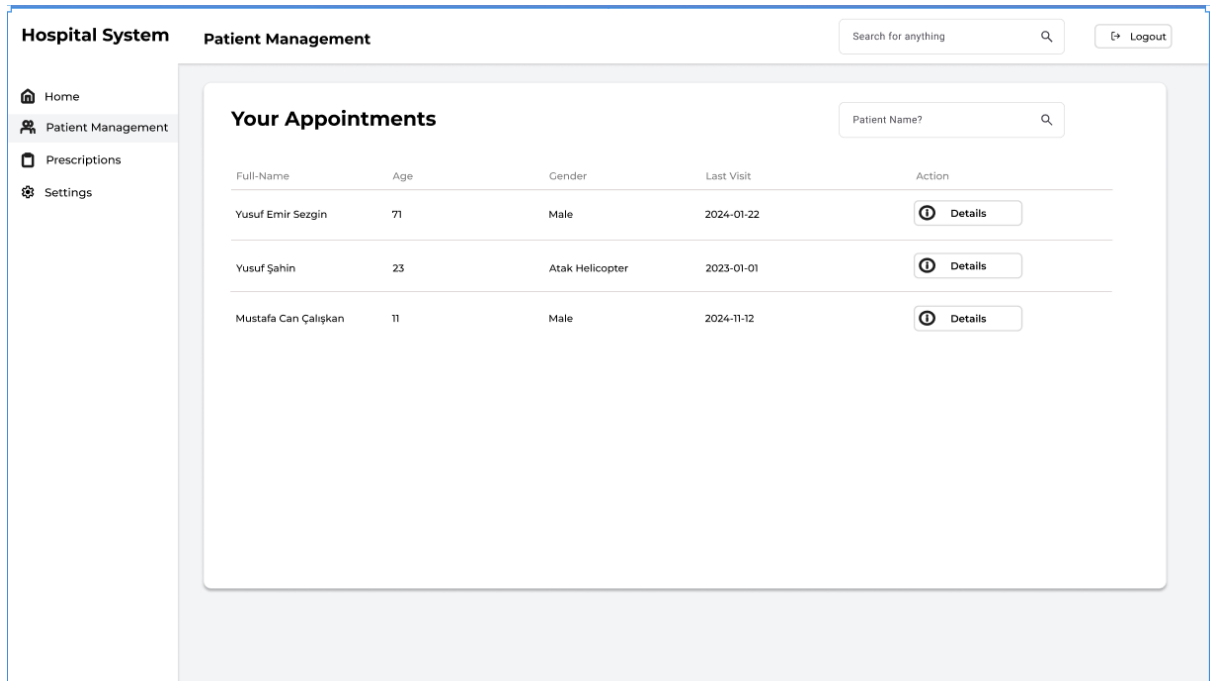 Hospital System
Patient Management
Search for anything
Logout
Home
Patient Management
Prescriptions
Settings
Your Appointments
Patient Name?
Full-Name Age Gender Last Visit Action
Yusuf Emir Sezgin 71 Male 2024-01-22 Details
Yusuf Şahin 23 Atak Helicopter 2023-01-01 Details
Mustafa Can Çalışkan 11 Male 2024-11-12 Details